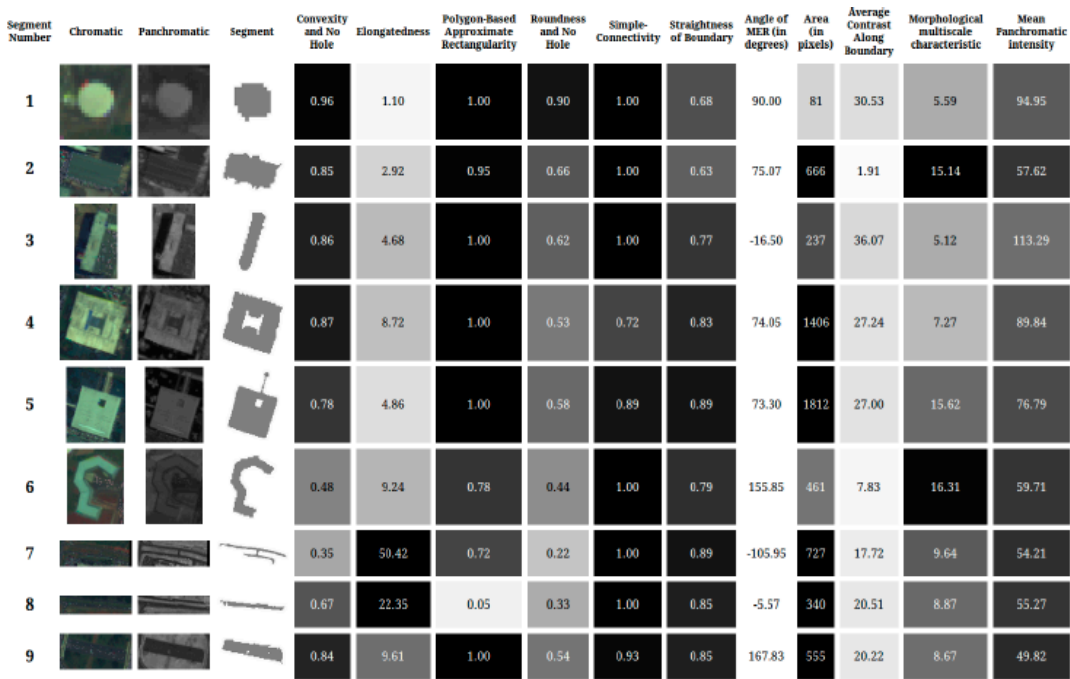 Segment Number Chromatic Panchromatic Segment Convexity and No Hole Elongatedness Polygon-Based Approximate Rectangularity Roundness and No Hole Simple-Connectivity Straightness of Boundary Angle of MER (in degrees) Area (in pixels) Average Contrast Along Boundary Morphological multiscale characteristic Mean Panchromatic intensity
1 0.96 1.10 1.00 0.90 1.00 0.68 90.00 81 30.53 5.59 94.95
2 0.85 2.92 0.95 0.66 1.00 0.63 75.07 666 1.91 15.14 57.62
3 0.86 4.68 1.00 0.62 1.00 0.77 -16.50 237 36.07 5.12 113.29
4 0.87 8.72 1.00 0.53 0.72 0.83 74.05 1406 27.24 7.27 89.84
5 0.78 4.86 1.00 0.58 0.89 0.89 73.30 1812 27.00 15.62 76.79
6 0.48 9.24 0.78 0.44 1.00 0.79 155.85 461 7.83 16.31 59.71
7 0.35 50.42 0.72 0.22 1.00 0.89 -105.95 727 17.72 9.64 54.21
8 0.67 22.35 0.05 0.33 1.00 0.85 -5.57 340 20.51 8.87 55.27
9 0.84 9.61 1.00 0.54 0.93 0.85 167.83 555 20.22 8.67 49.82